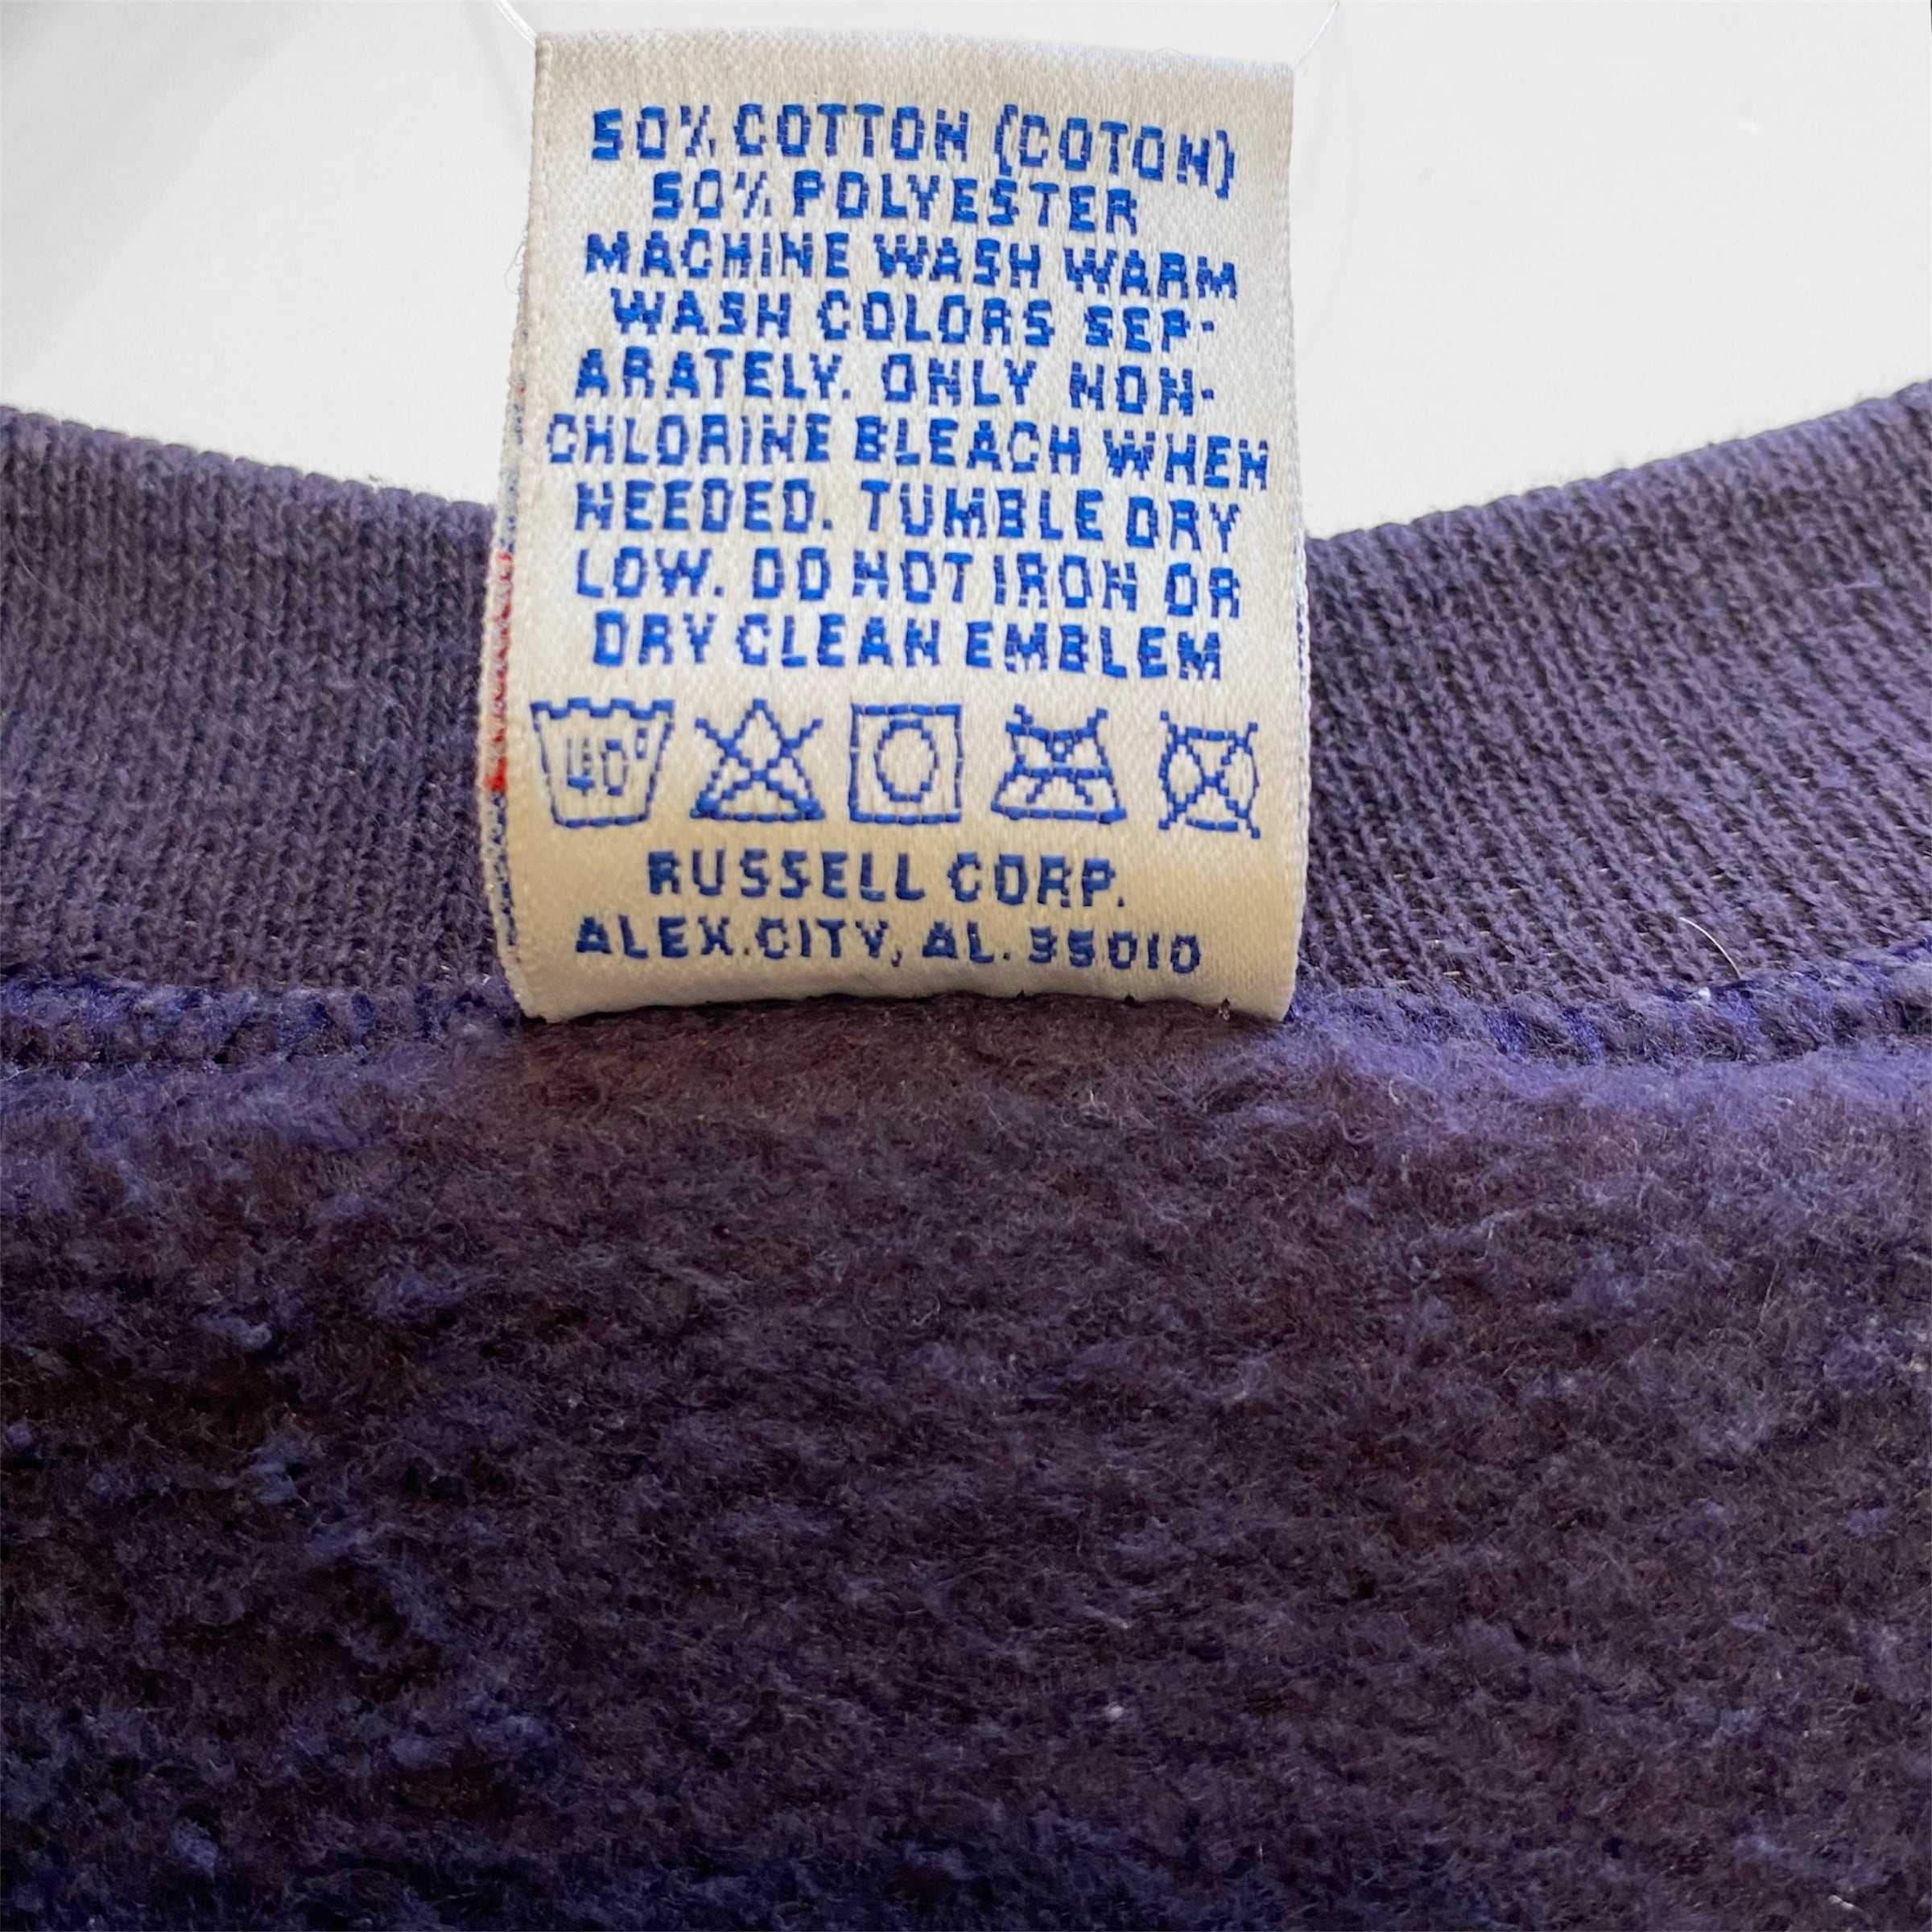 50% COTTON (COTON)
50% POLYESTER
MACHINE WASH WARM
WASH COLORS SEP-
ARATELY. ONLY NON-
CHLORINE BLEACH WHEN
NEEDED. TUMBLE DRY
LOW. DO NOT IRON OR
DRY CLEAN EMBLEM
40°
RUSSELL CORP.
ALEX.CITY, AL. 35010